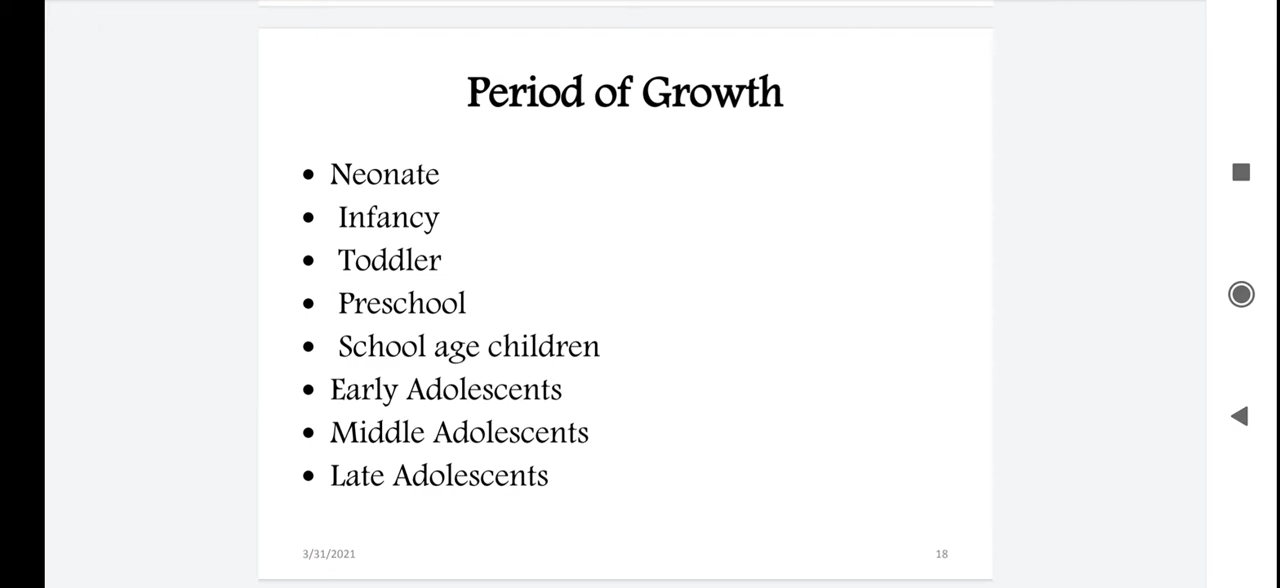 Period of Growth
• Neonate
• Infancy
• Toddler
• Preschool
• School age children
• Early Adolescents
• Middle Adolescents
• Late Adolescents
3/31/2021
18